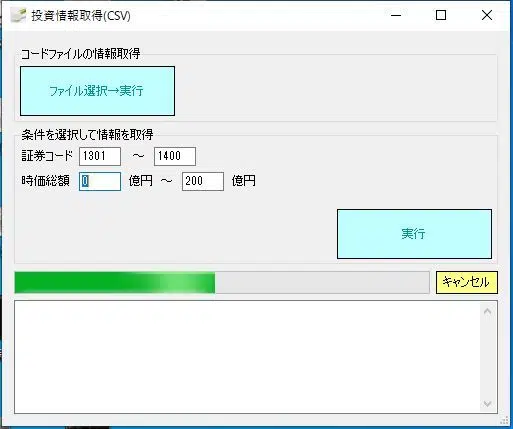 投資情報取得(CSV)
コードファイルの情報取得
ファイル選択→実行
条件を選択して情報を取得
証券コード 1301 ～ 1400
時価総額 0 億円 ～ 200 億円
実行
キャンセル